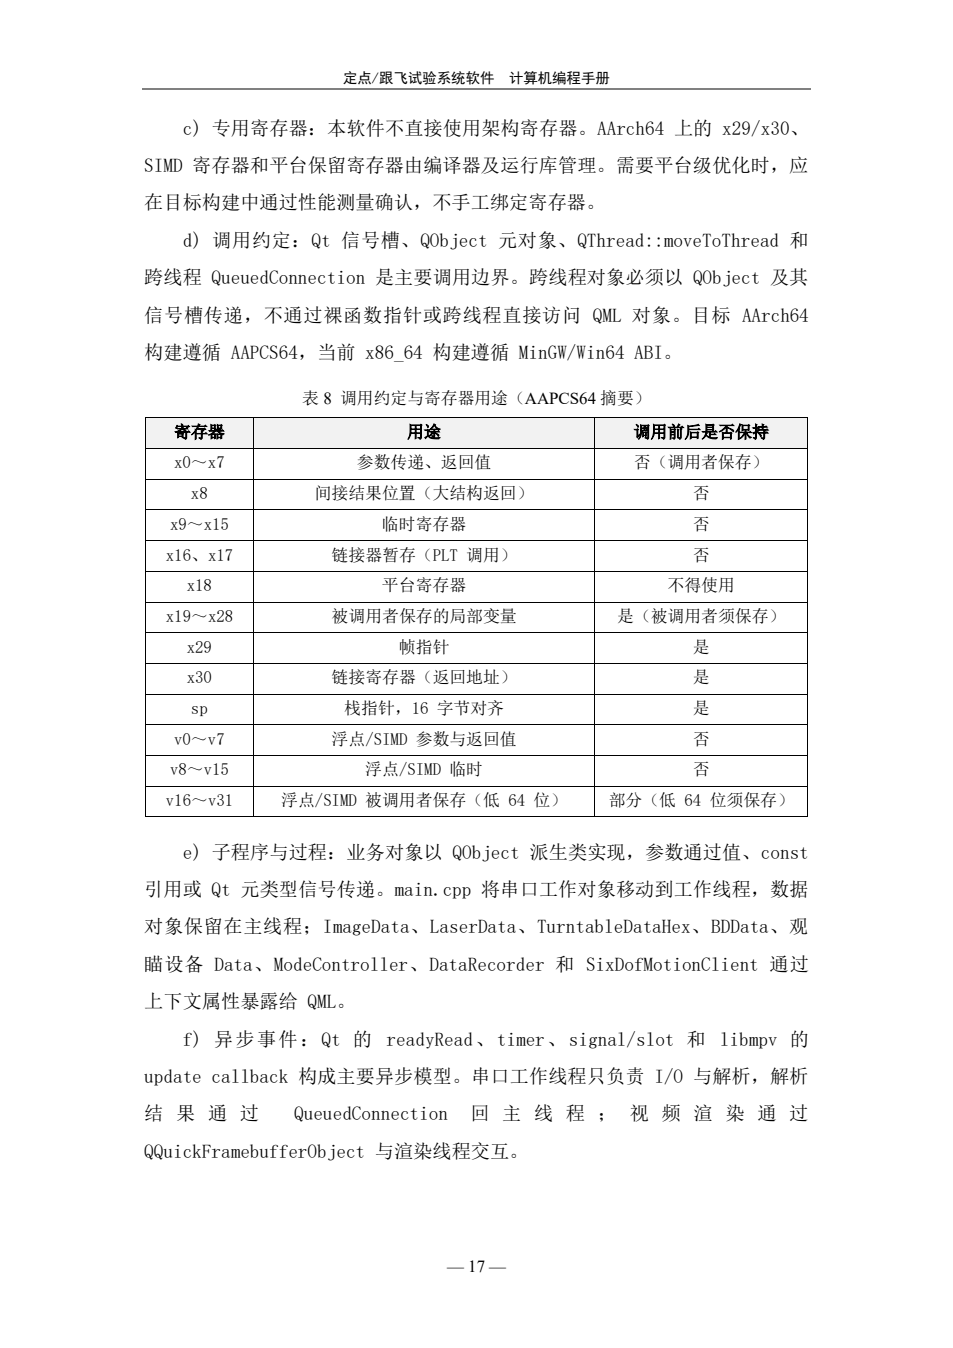 定点/跟飞试验系统软件　计算机编程手册
c) 专用寄存器：本软件不直接使用架构寄存器。AArch64 上的 x29/x30、
SIMD 寄存器和平台保留寄存器由编译器及运行库管理。需要平台级优化时，应
在目标构建中通过性能测量确认，不手工绑定寄存器。
d) 调用约定：Qt 信号槽、QObject 元对象、QThread::moveToThread 和
跨线程 QueuedConnection 是主要调用边界。跨线程对象必须以 QObject 及其
信号槽传递，不通过裸函数指针或跨线程直接访问 QML 对象。目标 AArch64
构建遵循 AAPCS64，当前 x86_64 构建遵循 MinGW/Win64 ABI。
表 8 调用约定与寄存器用途（AAPCS64 摘要）
寄存器 用途 调用前后是否保持
x0～x7 参数传递、返回值 否（调用者保存）
x8 间接结果位置（大结构返回） 否
x9～x15 临时寄存器 否
x16、x17 链接器暂存（PLT 调用） 否
x18 平台寄存器 不得使用
x19～x28 被调用者保存的局部变量 是（被调用者须保存）
x29 帧指针 是
x30 链接寄存器（返回地址） 是
sp 栈指针，16 字节对齐 是
v0～v7 浮点/SIMD 参数与返回值 否
v8～v15 浮点/SIMD 临时 否
v16～v31 浮点/SIMD 被调用者保存（低 64 位） 部分（低 64 位须保存）
e) 子程序与过程：业务对象以 QObject 派生类实现，参数通过值、const
引用或 Qt 元类型信号传递。main.cpp 将串口工作对象移动到工作线程，数据
对象保留在主线程；ImageData、LaserData、TurntableDataHex、BDData、观
瞄设备 Data、ModeController、DataRecorder 和 SixDofMotionClient 通过
上下文属性暴露给 QML。
f) 异步事件：Qt 的 readyRead、timer、signal/slot 和 libmpv 的
update callback 构成主要异步模型。串口工作线程只负责 I/O 与解析，解析
结果通过 QueuedConnection 回主线程；视频渲染通过
QQuickFramebufferObject 与渲染线程交互。
— 17 —